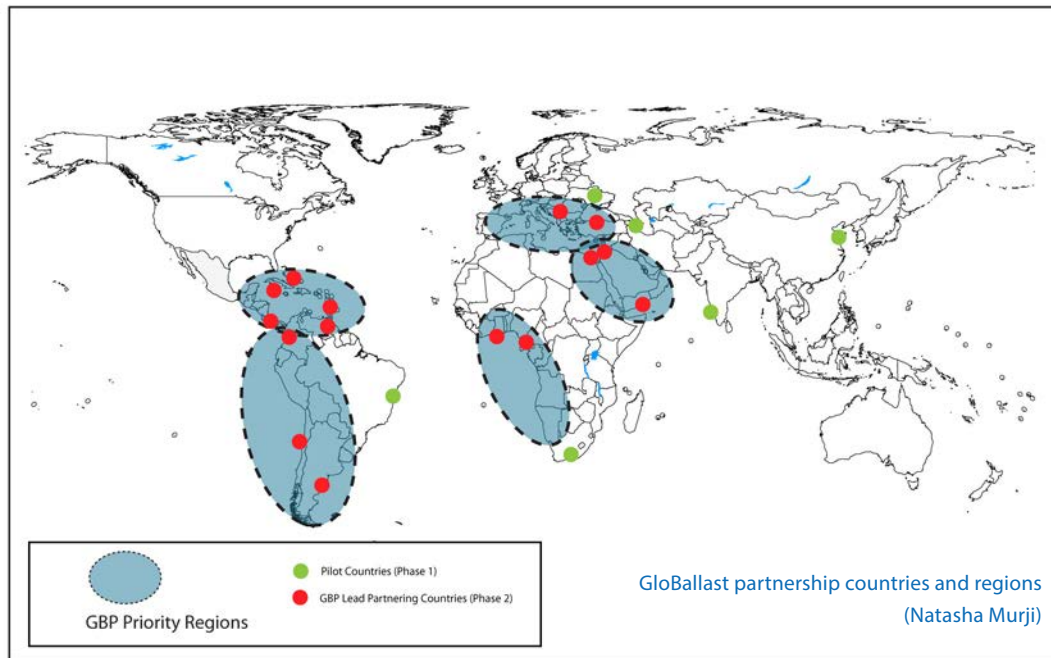 Pilot Countries (Phase 1)
GBP Lead Partnering Countries (Phase 2)
GBP Priority Regions
GloBallast partnership countries and regions
(Natasha Murji)